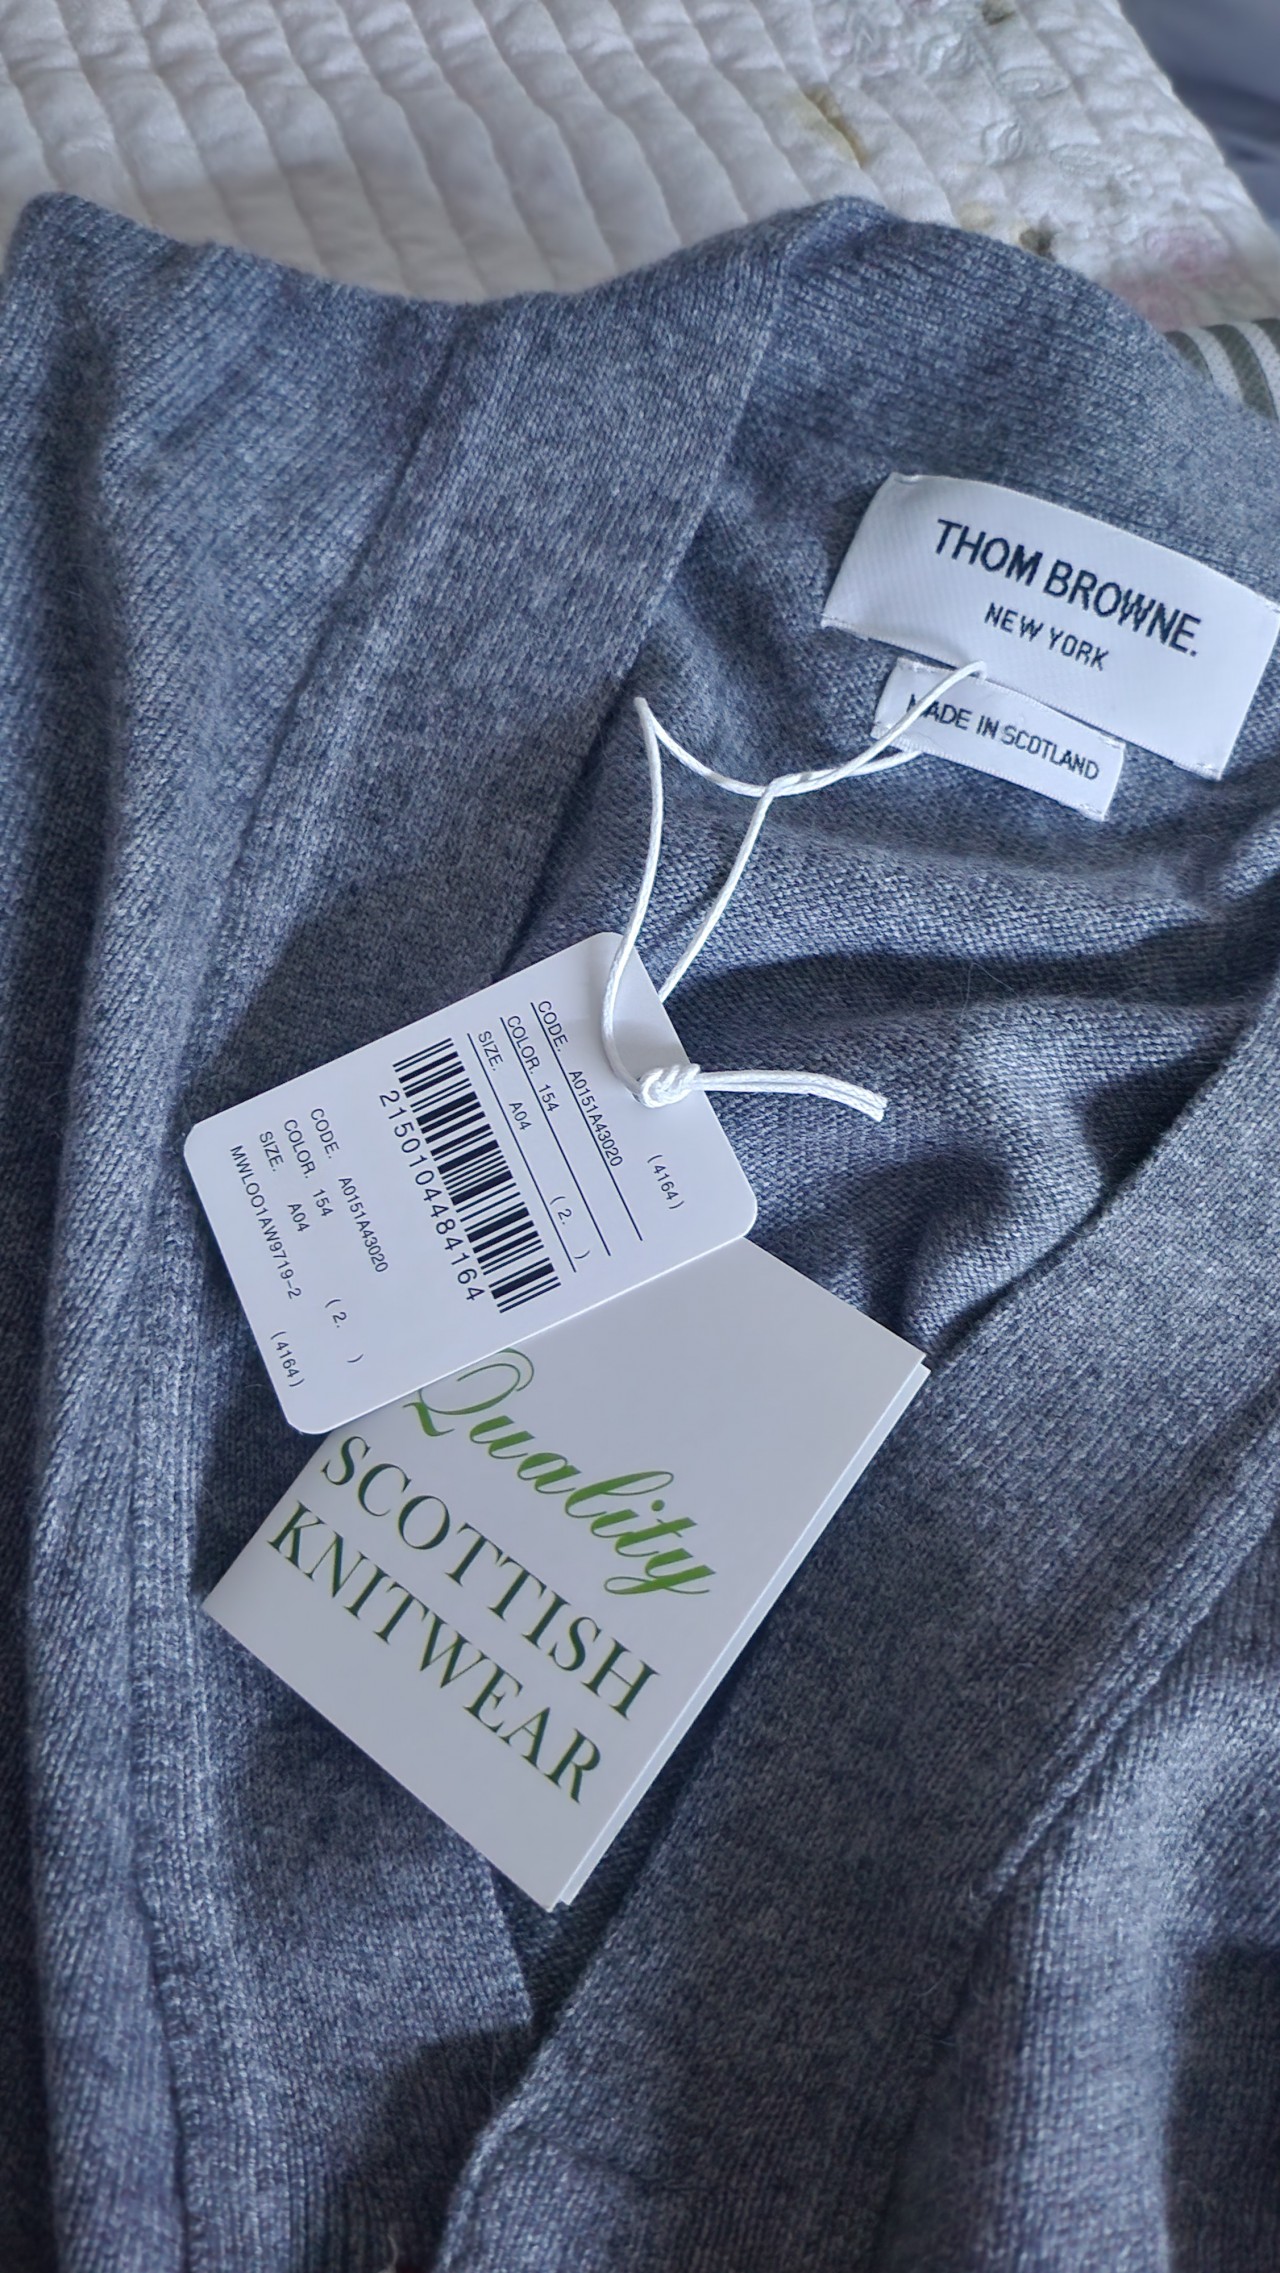 THOM BROWNE.
NEW YORK
MADE IN SCOTLAND
(4164)
CODE. A0151A43020
COLOR. 154
SIZE. A04 (2. )
2150104484164
CODE. A0151A43020
COLOR. 154
SIZE. A04 (2. )
MWLOO1AW9719-2 (4164)
Quality
SCOTTISH
KNITWEAR